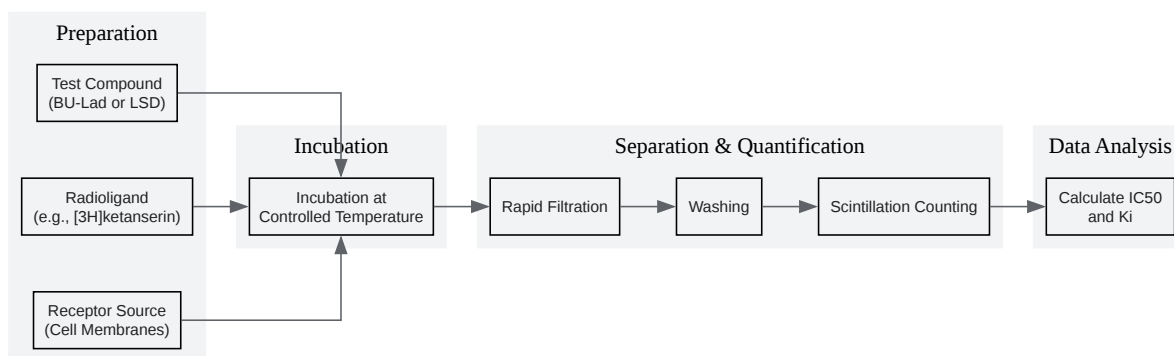 Preparation
Test Compound
(BU-Lad or LSD)
Radioligand
(e.g., [3H]ketanserin)
Receptor Source
(Cell Membranes)
Incubation
Incubation at
Controlled Temperature
Separation & Quantification
Rapid Filtration
Washing
Scintillation Counting
Data Analysis
Calculate IC50
and Ki